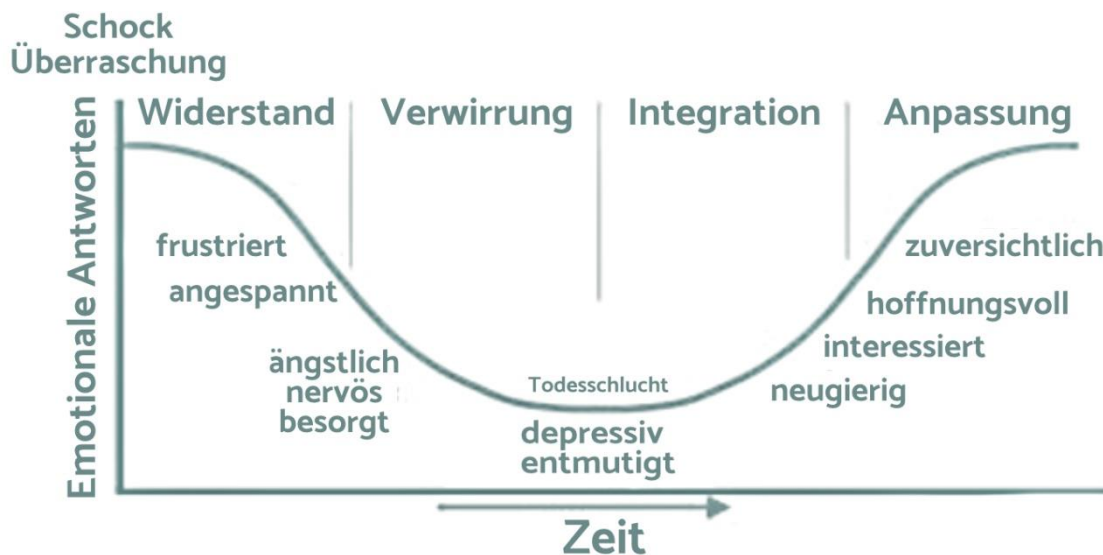 Schock
Überraschung
Widerstand
Verwirrung
Integration
Anpassung
Emotionale Antworten
frustriert
angespannt
ängstlich
nervös
besorgt
Todesschlucht
depressiv
entmutigt
neugierig
interessiert
hoffnungsvoll
zuversichtlich
Zeit